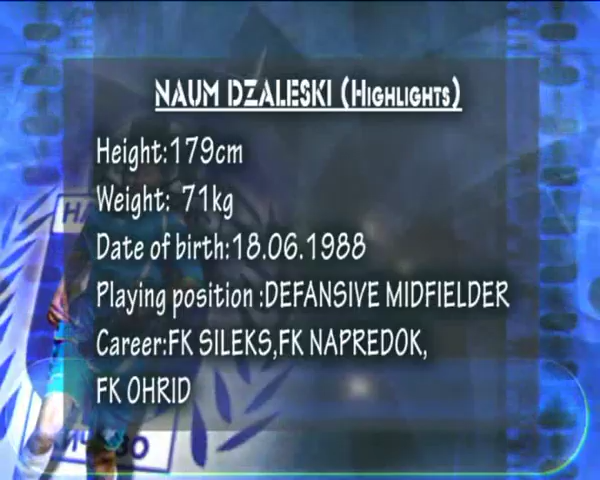 NAUM DZALESKI (HIGHLIGHTS)
Height:179cm
Weight: 71kg
Date of birth:18.06.1988
Playing position :DEFANSIVE MIDFIELDER
Career:FK SILEKS,FK NAPREDOK,
FK OHRID